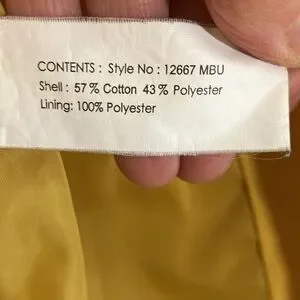 CONTENTS : Style No : 12667 MBU
Shell : 57 % Cotton 43 % Polyester
Lining: 100% Polyester